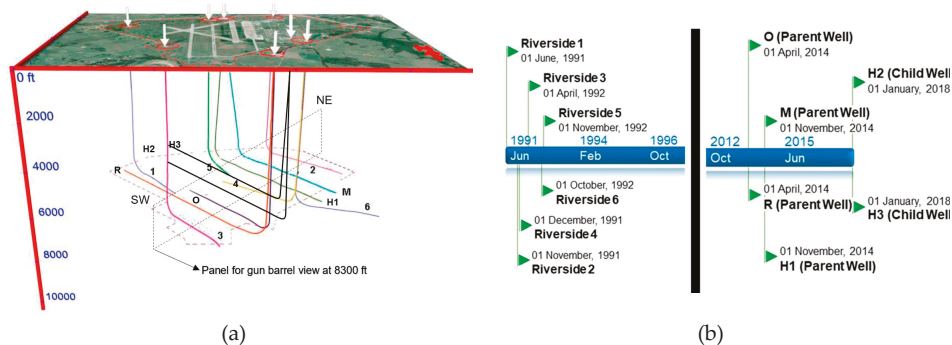 0 ft
2000
4000
6000
8000
10000
NE
H2
H3
R
1
5
4
2
SW
O
M
H1
6
3
Panel for gun barrel view at 8300 ft
(a)
Riverside 1
01 June, 1991
Riverside 3
01 April, 1992
Riverside 5
01 November, 1992
1991
1994
1996
Jun
Feb
Oct
01 October, 1992
Riverside 6
01 December, 1991
Riverside 4
01 November, 1991
Riverside 2
O (Parent Well)
01 April, 2014
H2 (Child Well
01 January, 2018
M (Parent Well)
01 November, 2014
2012
2015
Oct
Jun
01 April, 2014
R (Parent Well)
01 January, 2018
H3 (Child Well
01 November, 2014
H1 (Parent Well)
(b)